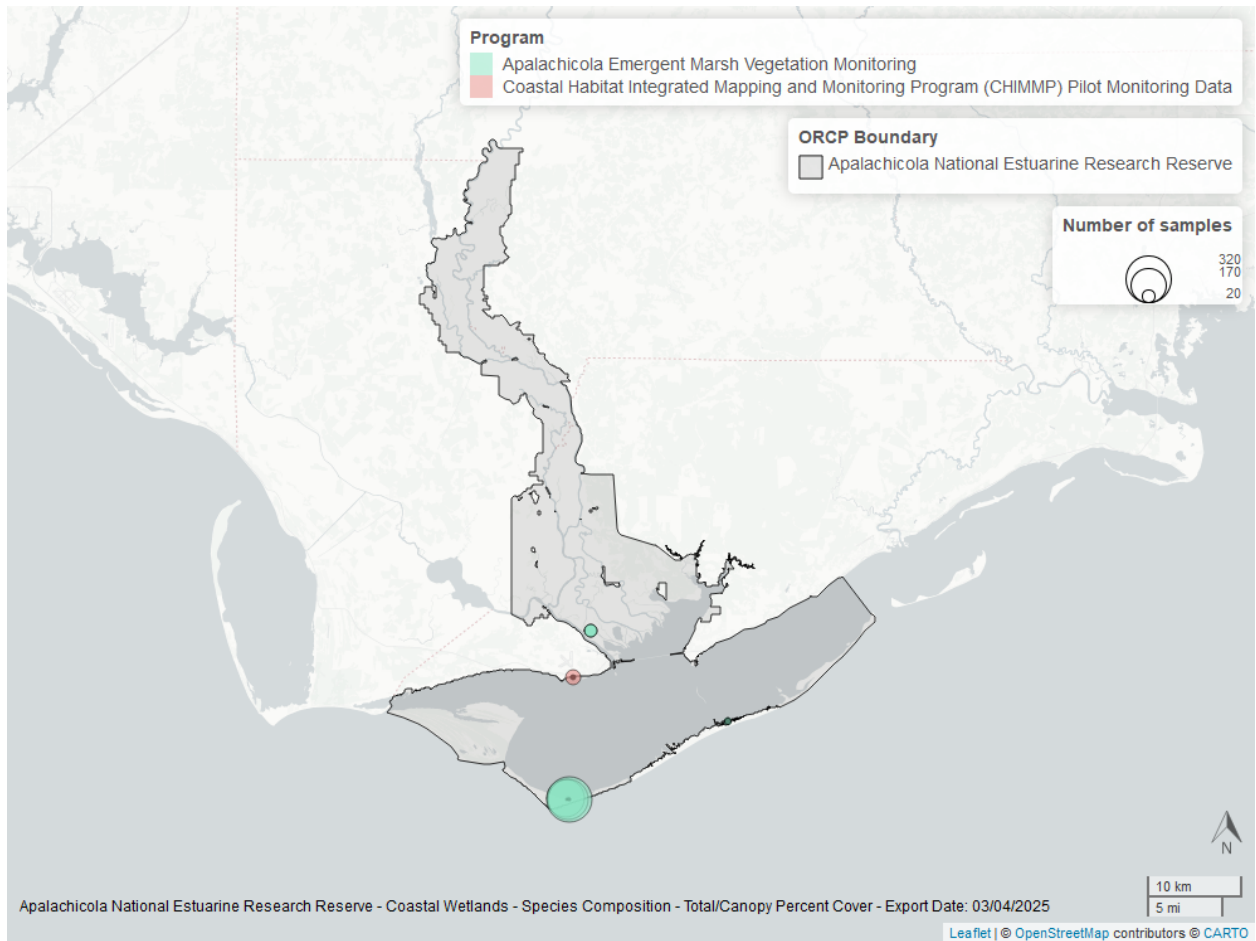 Program
Apalachicola Emergent Marsh Vegetation Monitoring
Coastal Habitat Integrated Mapping and Monitoring Program (CHIMMP) Pilot Monitoring Data
ORCP Boundary
Apalachicola National Estuarine Research Reserve
Number of samples
320
170
20
N
10 km
5 mi
Apalachicola National Estuarine Research Reserve - Coastal Wetlands - Species Composition - Total/Canopy Percent Cover - Export Date: 03/04/2025
Leaflet | © OpenStreetMap contributors © CARTO